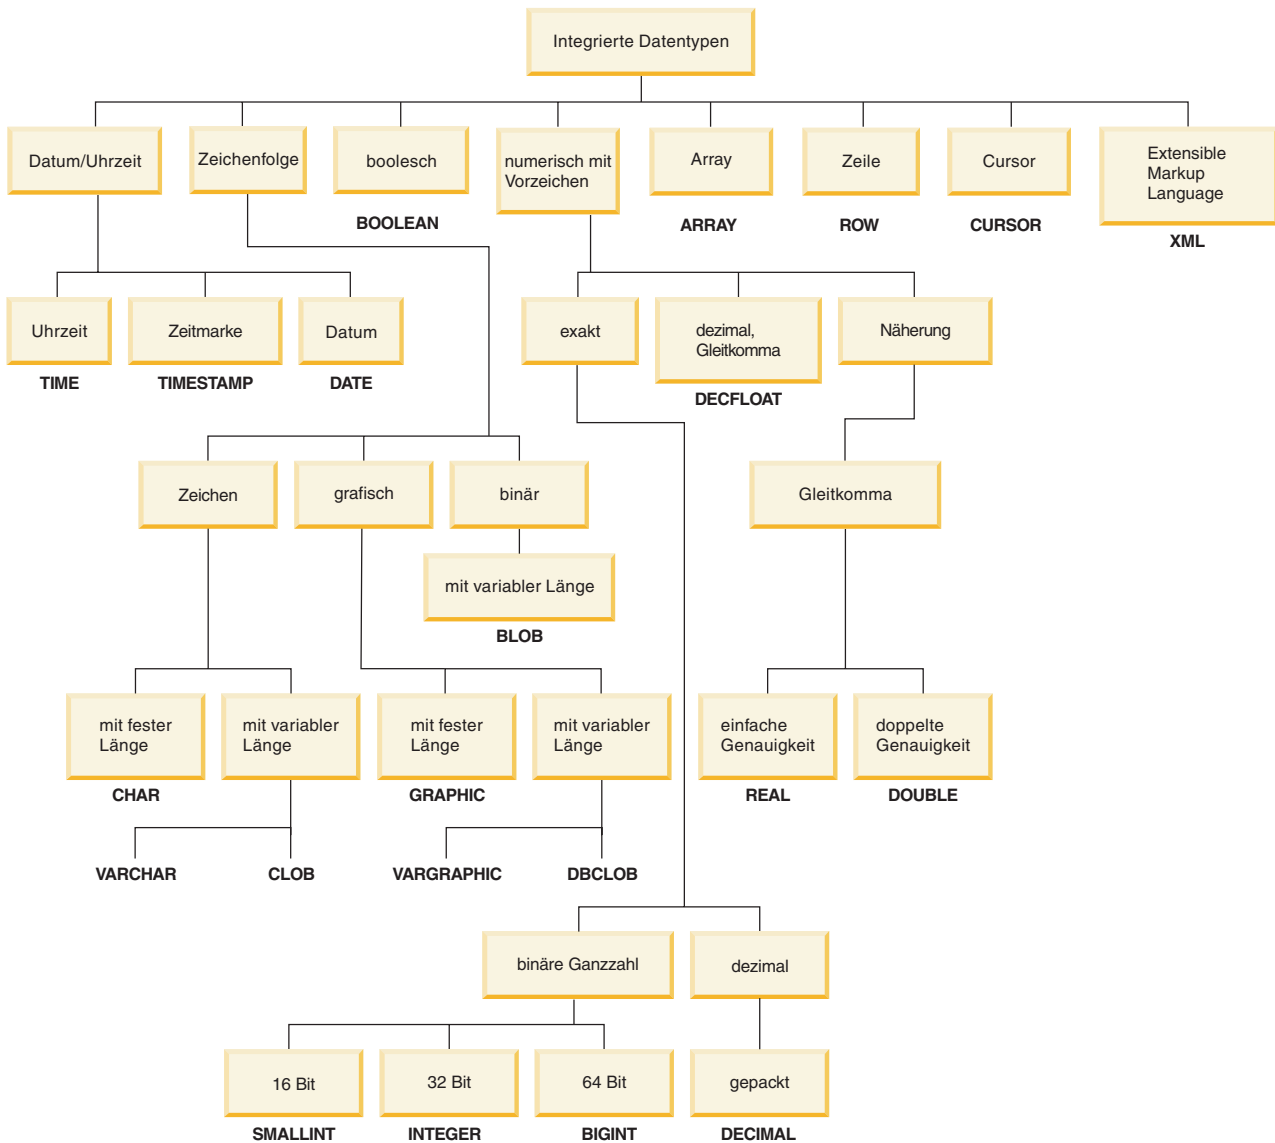 Integrierte Datentypen
Datum/Uhrzeit
Zeichenfolge
boolesch
numerisch mit
Vorzeichen
Array
Zeile
Cursor
Extensible
Markup
Language
BOOLEAN
ARRAY
ROW
CURSOR
XML
Uhrzeit
Zeitmarke
Datum
exakt
dezimal,
Gleitkomma
Näherung
TIME
TIMESTAMP
DATE
DECFLOAT
Zeichen
grafisch
binär
Gleitkomma
mit variabler Länge
BLOB
mit fester
Länge
mit variabler
Länge
mit fester
Länge
mit variabler
Länge
einfache
Genauigkeit
doppelte
Genauigkeit
CHAR
GRAPHIC
REAL
DOUBLE
VARCHAR
CLOB
VARGRAPHIC
DBCLOB
binäre Ganzzahl
dezimal
16 Bit
32 Bit
64 Bit
gepackt
SMALLINT
INTEGER
BIGINT
DECIMAL